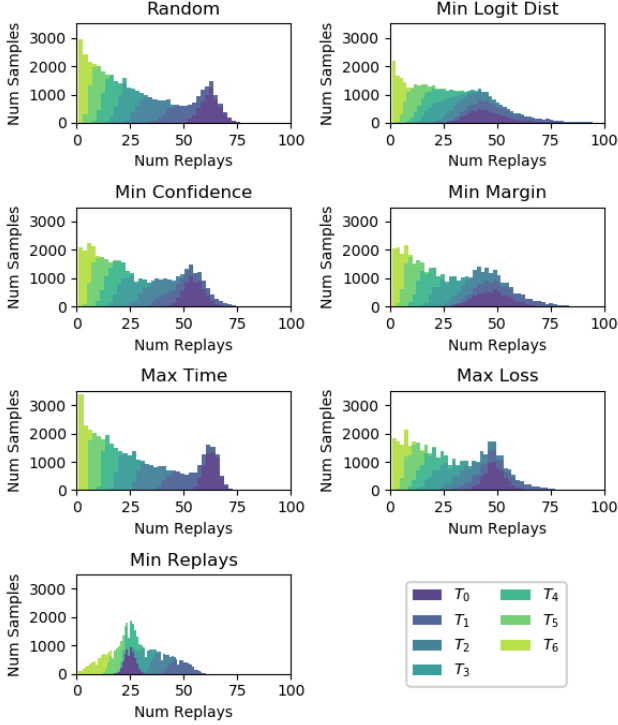 Random
Num Samples
3000
2000
1000
0
0
25
50
75
100
Num Replays
Min Logit Dist
Num Samples
3000
2000
1000
0
0
25
50
75
100
Num Replays
Min Confidence
Num Samples
3000
2000
1000
0
0
25
50
75
100
Num Replays
Min Margin
Num Samples
3000
2000
1000
0
0
25
50
75
100
Num Replays
Max Time
Num Samples
3000
2000
1000
0
0
25
50
75
100
Num Replays
Max Loss
Num Samples
3000
2000
1000
0
0
25
50
75
100
Num Replays
Min Replays
Num Samples
3000
2000
1000
0
0
25
50
75
100
Num Replays
T₀
T₁
T₂
T₃
T₄
T₅
T₆